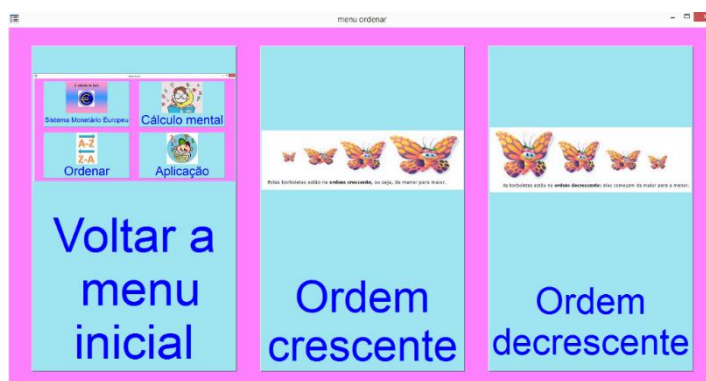 menu ordenar
Sistema Monetário Europeu
Cálculo mental
A-Z
Z-A
Ordenar
Aplicação
Voltar a
menu
inicial
Estas borboletas estão na ordem crescente, ou seja, da menor para maior.
Ordem
crescente
As borboletas estão na ordem decrescente: elas começam da maior para a menor.
Ordem
decrescente